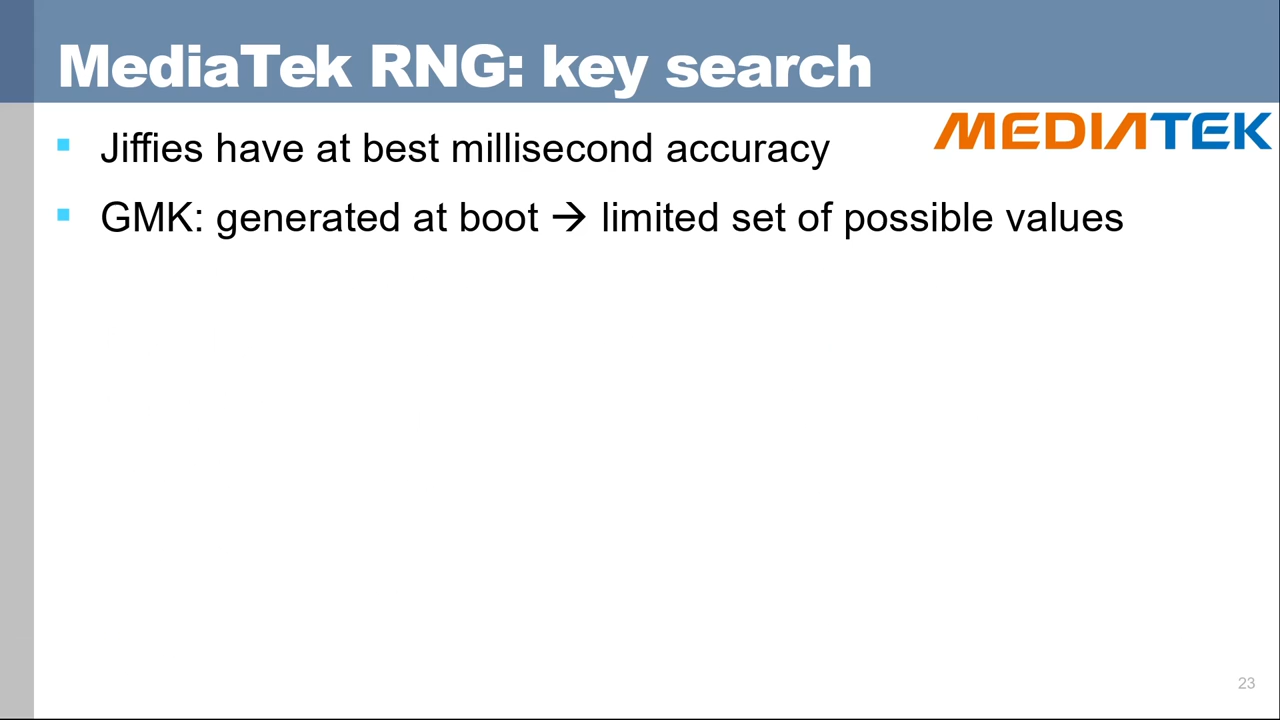 MediaTek RNG: key search
MEDIATEK
Jiffies have at best millisecond accuracy
GMK: generated at boot → limited set of possible values
23